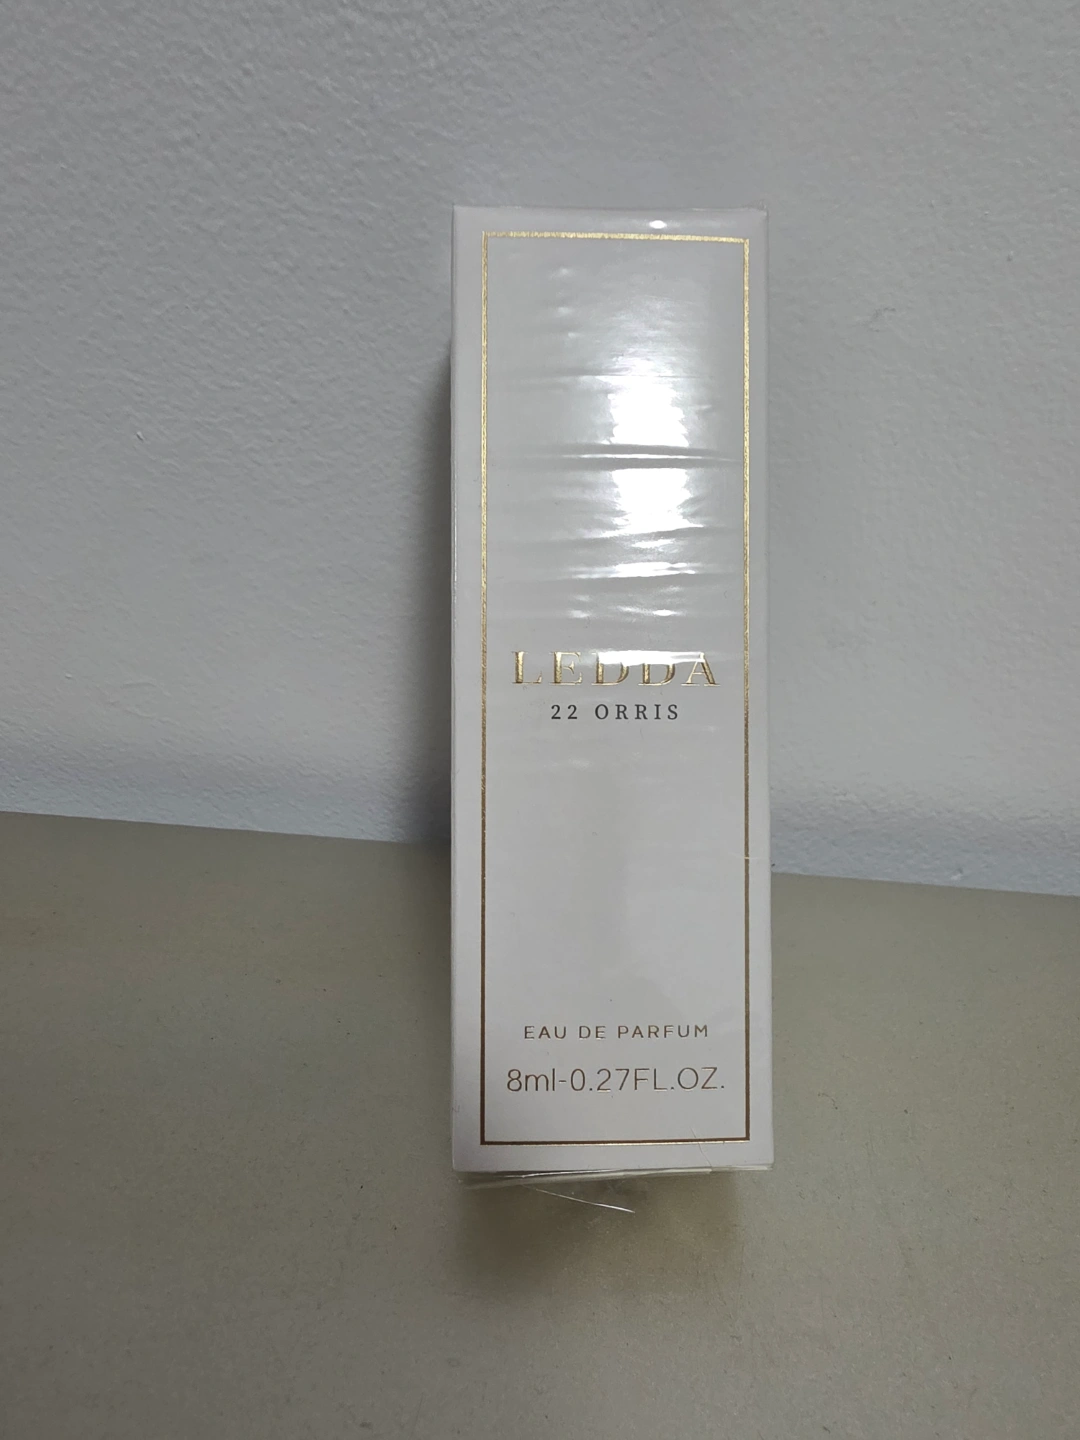 LEDDA
22 ORRIS
EAU DE PARFUM
8ml-0.27FL.OZ.